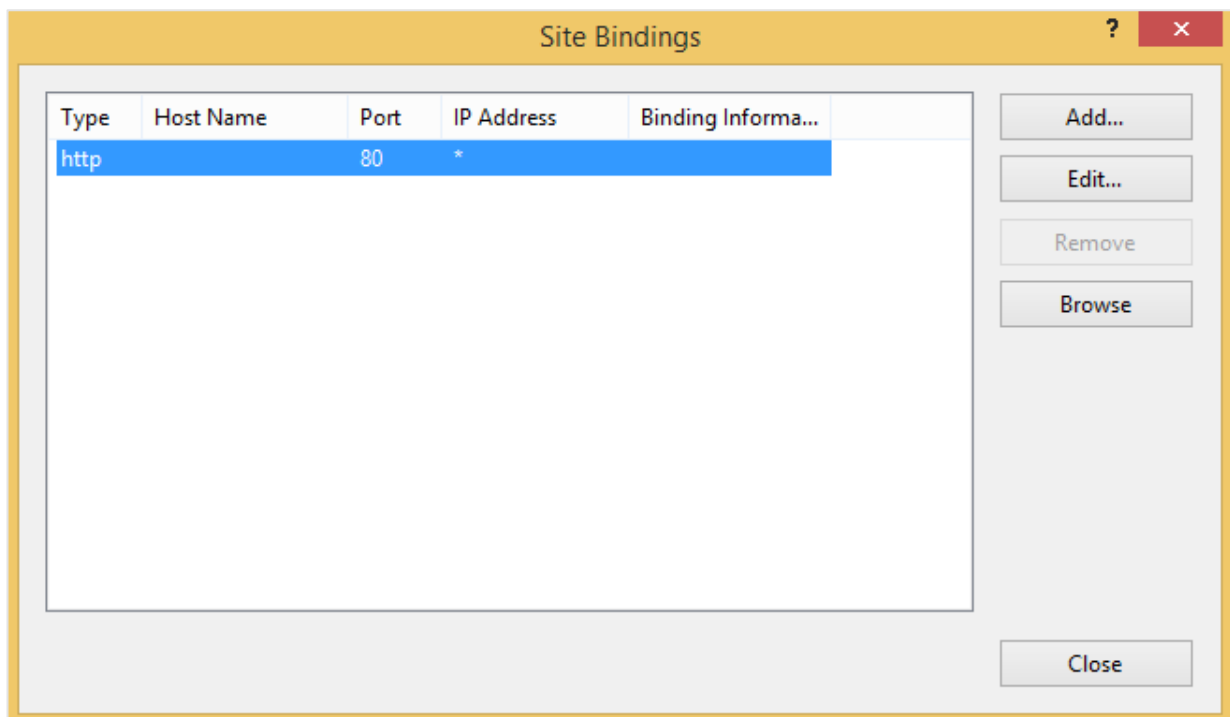 Site Bindings ?
Type Host Name Port IP Address Binding Informa...
http 80 *
Add...
Edit...
Remove
Browse
Close